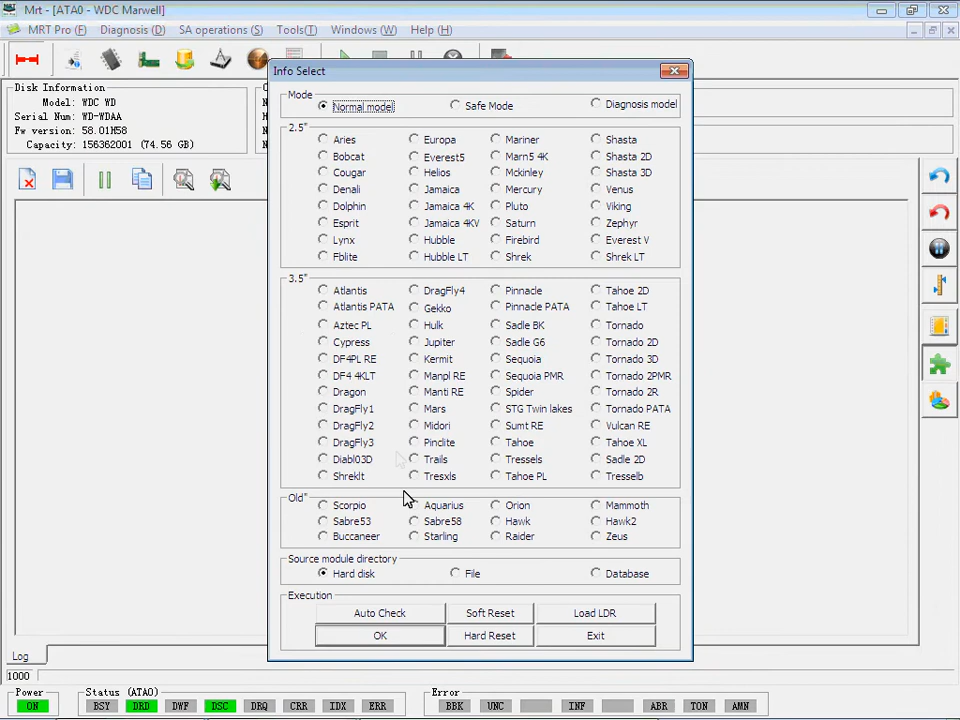 Mrt - [ATA0 - WDC Marwell]
MRT Pro (F) Diagnosis (D) SA operations (S) Tools(T) Windows (W) Help (H)
Disk Information
Model: WDC WD
Serial Num: WD-WDAA
Fw version: 58.01H58
Capacity: 156362001 (74.56 GB)
Info Select
Mode
Normal model Safe Mode Diagnosis model
2.5"
Aries Europa Mariner Shasta
Bobcat Everest5 Marn5 4K Shasta 2D
Cougar Helios Mckinley Shasta 3D
Denali Jamaica Mercury Venus
Dolphin Jamaica 4K Pluto Viking
Esprit Jamaica 4KV Saturn Zephyr
Lynx Hubble Firebird Everest V
Fblite Hubble LT Shrek Shrek LT
3.5"
Atlantis DragFly4 Pinnacle Tahoe 2D
Atlantis PATA Gekko Pinnacle PATA Tahoe LT
Aztec PL Hulk Sadle BK Tornado
Cypress Jupiter Sadle G6 Tornado 2D
DF4PL RE Kermit Sequoia Tornado 3D
DF4 4KLT Manpl RE Sequoia PMR Tornado 2PMR
Dragon Manti RE Spider Tornado 2R
DragFly1 Mars STG Twin lakes Tornado PATA
DragFly2 Midori Sumt RE Vulcan RE
DragFly3 Pinclite Tahoe Tahoe XL
Diabl03D Trails Tressels Sadle 2D
Shreklt Tresxls Tahoe PL Tresselb
Old"
Scorpio Aquarius Orion Mammoth
Sabre53 Sabre58 Hawk Hawk2
Buccaneer Starling Raider Zeus
Source module directory
Hard disk File Database
Execution
Auto Check Soft Reset Load LDR
OK Hard Reset Exit
Log
1000
Power Status (ATA0) Error
ON BSY DRD DWF DSC DRQ CRR IDX ERR BBK UNC INF ABR TON AMN